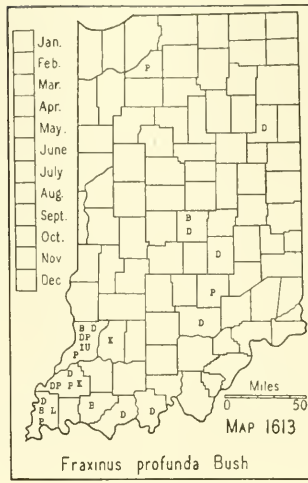 Jan.
Feb.
Mar.
Apr.
May.
June
July
Aug.
Sept.
Oct.
Nov
Dec
P
D
B
D
D
P
D
B D
DP
IU
K
P
D
DP P K
D
B L
P
B
D
D
Miles
0 50
MAP 1613
Fraxinus profunda Bush